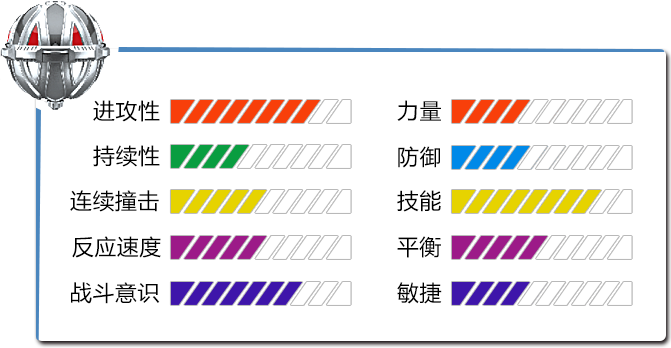 进攻性 力量
持续性 防御
连续撞击 技能
反应速度 平衡
战斗意识 敏捷